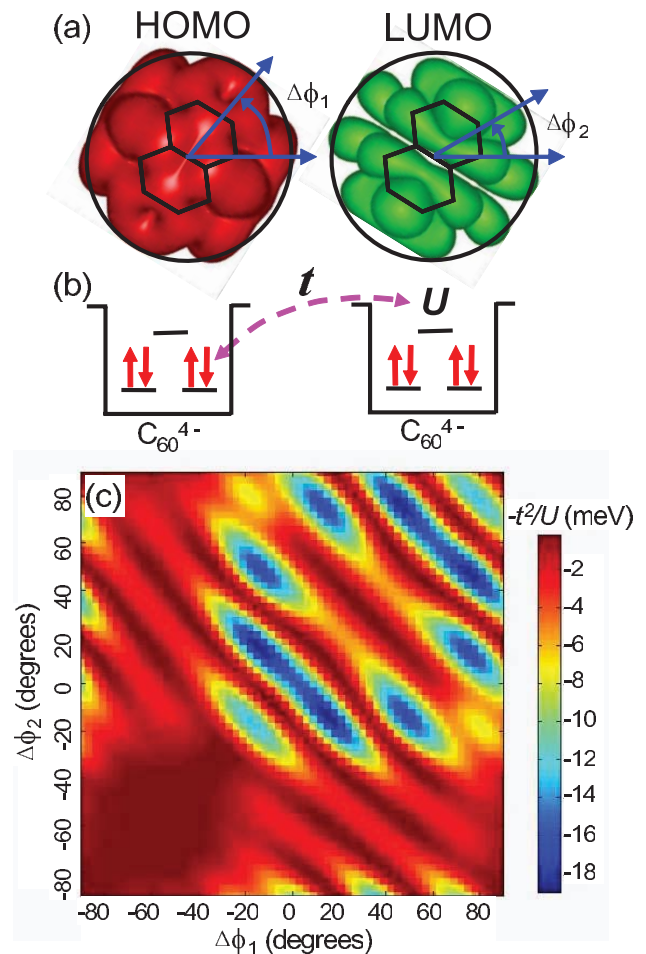 (a) HOMO LUMO
Δϕ1
Δϕ2
(b) t U
C60 4- C60 4-
(c)
-t²/U (meV)
80
60
40
20
0
-20
-40
-60
-80
Δϕ2 (degrees)
-80 -60 -40 -20 0 20 40 60 80
Δϕ1 (degrees)
-2
-4
-6
-8
-10
-12
-14
-16
-18